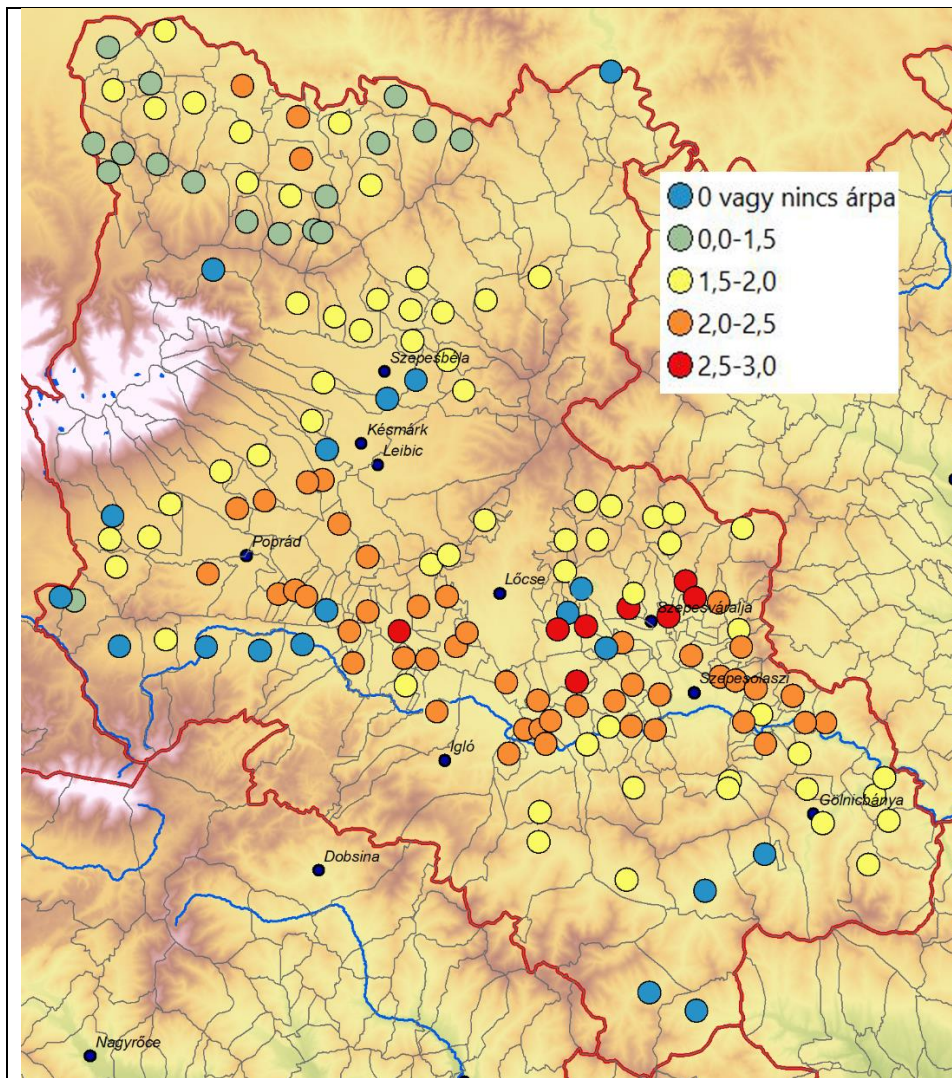 0 vagy nincs árpa
0,0-1,5
1,5-2,0
2,0-2,5
2,5-3,0
Szepesbéla
Késmárk
Leibic
Poprád
Lőcse
Szepesváralja
Szepesolaszi
Igló
Gölnicbánya
Dobsina
Nagyrőce